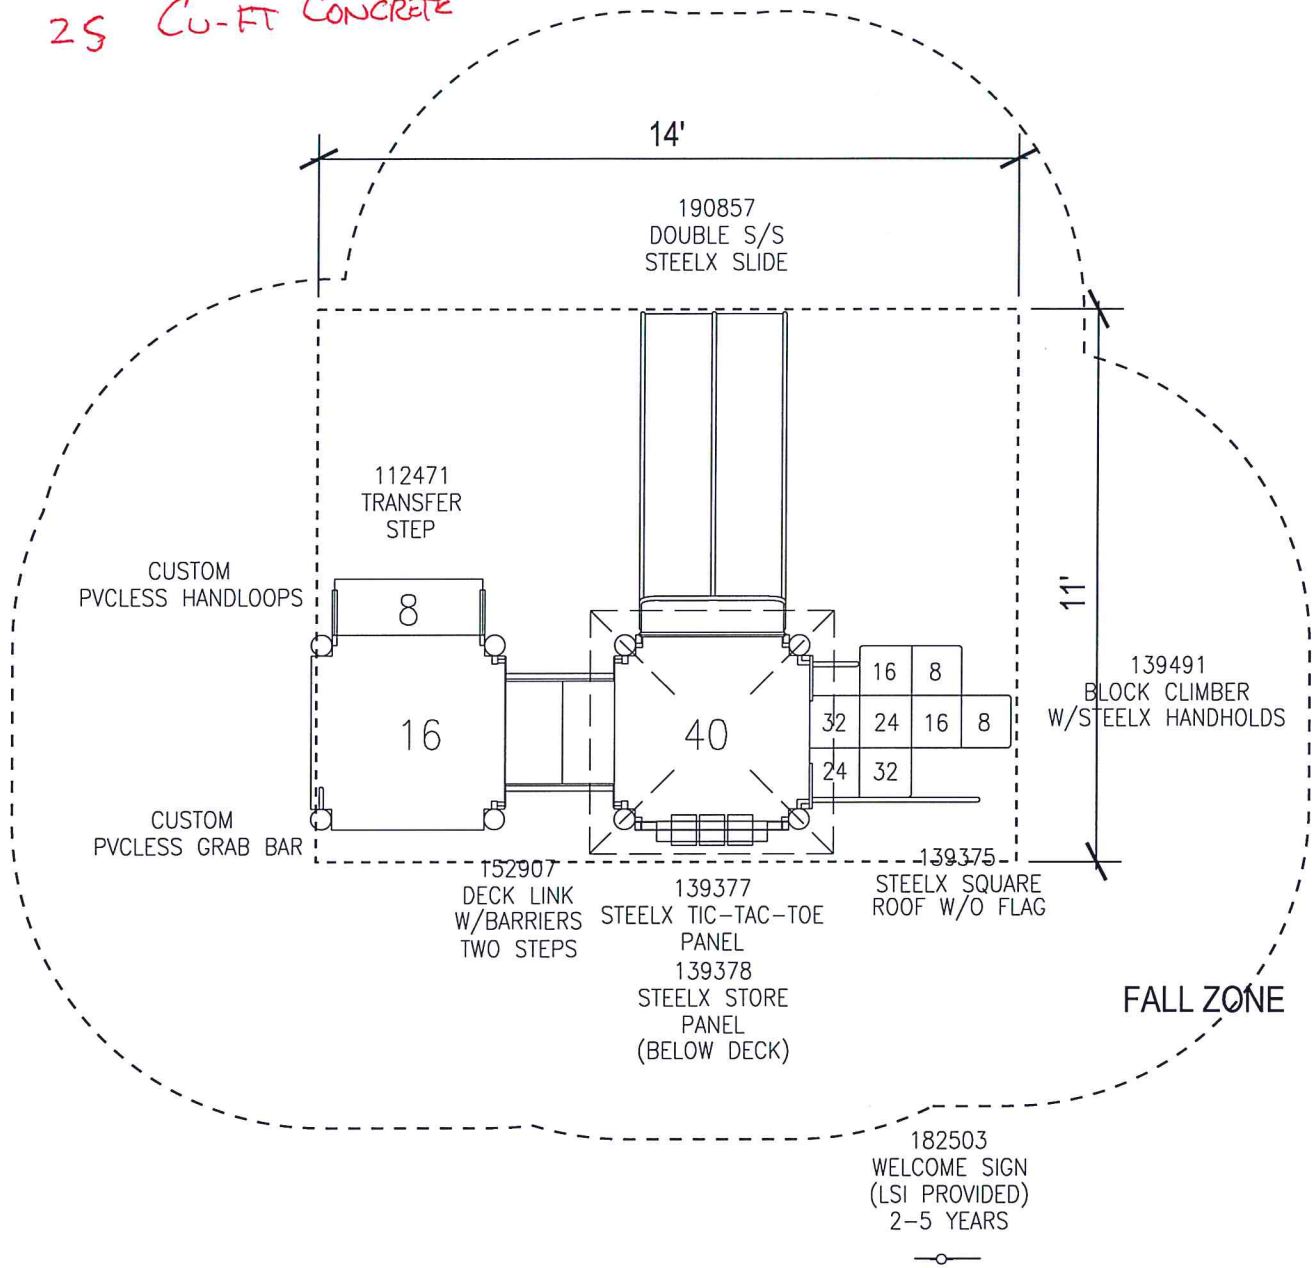 25 CU-FT CONCRETE
14'
190857
DOUBLE S/S
STEELX SLIDE
112471
TRANSFER
STEP
CUSTOM
PVCLESS HANDLOOPS
8
11'
139491
BLOCK CLIMBER
W/STEELX HANDHOLDS
16 8
32 24 16 8
24 32
16
40
CUSTOM
PVCLESS GRAB BAR
152907
DECK LINK
W/BARRIERS
TWO STEPS
139377
STEELX TIC-TAC-TOE
PANEL
139378
STEELX STORE
PANEL
(BELOW DECK)
139375
STEELX SQUARE
ROOF W/O FLAG
FALL ZONE
182503
WELCOME SIGN
(LSI PROVIDED)
2-5 YEARS